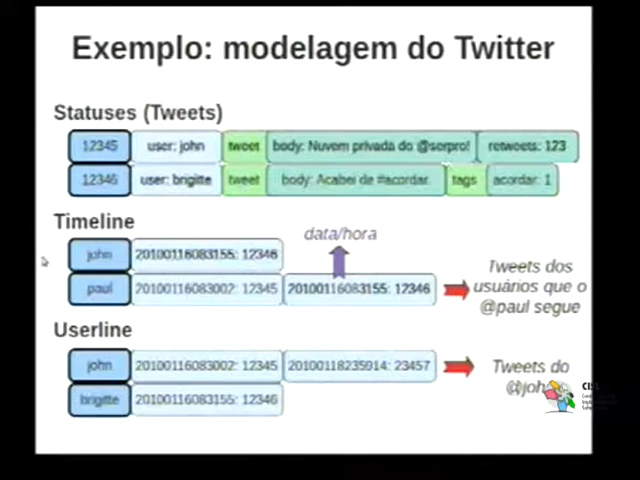 Exemplo: modelagem do Twitter
Statuses (Tweets)
12345 user: john tweet body: Nuvem privada do @serpro! retweets: 123
12346 user: brigitte tweet body: Acabei de #acordar. tags acordar: 1
Timeline
data/hora
john 20100116083155: 12346
paul 20100116083002: 12345 20100116083155: 12346
Tweets dos
usuários que o
@paul segue
Userline
john 20100116083002: 12345 20100118235914: 23457
Tweets do
brigitte 20100116083155: 12346